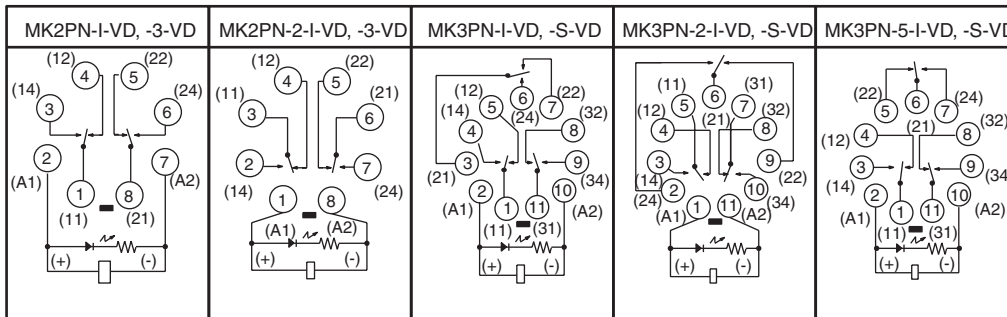 MK2PN-I-VD, -3-VD
(12) (22)
4 5
(14) (24)
3 6
2 7
(A1) 1 8 (A2)
(11) (21)
(+) (-)
MK2PN-2-I-VD, -3-VD
(12) (22)
4 5
(11) (21)
3 6
2 7
(14) (24)
1 8
(A1) (A2)
(+) (-)
MK3PN-I-VD, -S-VD
6
(12) 5 (24) 7 (22)
(14) 4 8 (32)
3 9
(21) (34)
2 1 11 10
(A1) (11) (31) (A2)
(+) (-)
MK3PN-2-I-VD, -S-VD
(11) 6 (31)
5 7
(12) (21) (32)
4 8
3 9
(14) 2 10 (22)
(24) 1 11 (34)
(A1) (A2)
(+) (-)
MK3PN-5-I-VD, -S-VD
(22) 5 6 7 (24)
4 (21) 8 (32)
(12)
3 9
(14) 2 10 (34)
(A1) 1 11 (A2)
(11) (31)
(+) (-)